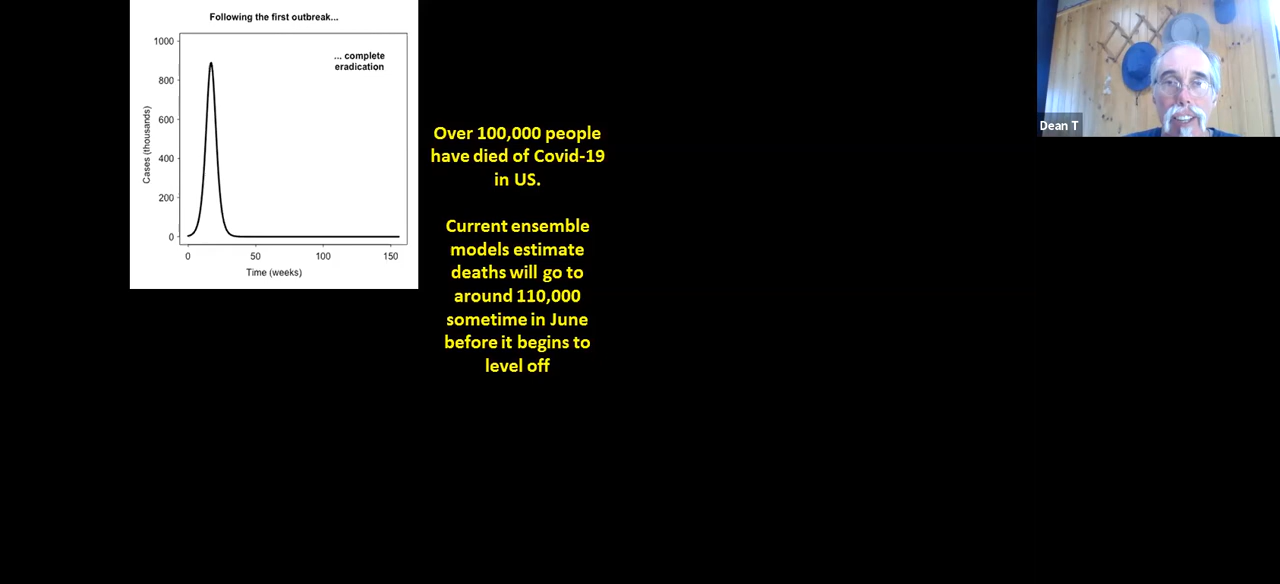 Following the first outbreak...
... complete
eradication
1000
800
600
400
200
0
Cases (thousands)
0 50 100 150
Time (weeks)
Over 100,000 people
have died of Covid-19
in US.
Current ensemble
models estimate
deaths will go to
around 110,000
sometime in June
before it begins to
level off
Dean T